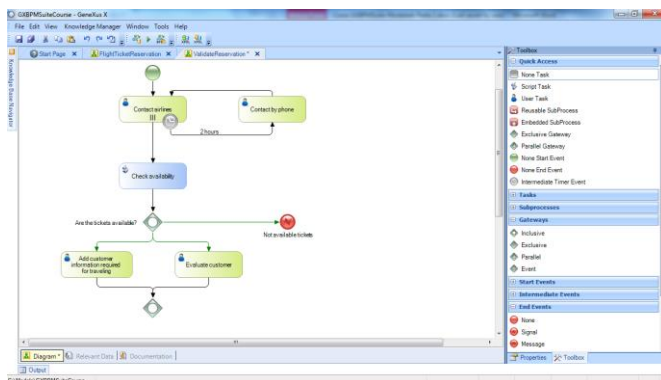 GXBPMSuiteCourse - GeneXus X
File Edit View Knowledge Manager Window Tools Help
Start Page
FlightTicketReservation
ValidateReservation *
Knowledge Base Navigator
Contact airlines
Contact by phone
2 hours
Check availability
Are the tickets available?
Not available tickets
Add customer
information required
for traveling
Evaluate customer
Diagram *
Relevant Data
Documentation
Output
Toolbox
Quick Access
None Task
Script Task
User Task
Reusable SubProcess
Embedded SubProcess
Exclusive Gateway
Parallel Gateway
None Start Event
None End Event
Intermediate Timer Event
Tasks
Subprocesses
Gateways
Inclusive
Exclusive
Parallel
Event
Start Events
Intermediate Events
End Events
None
Signal
Message
Properties
Toolbox